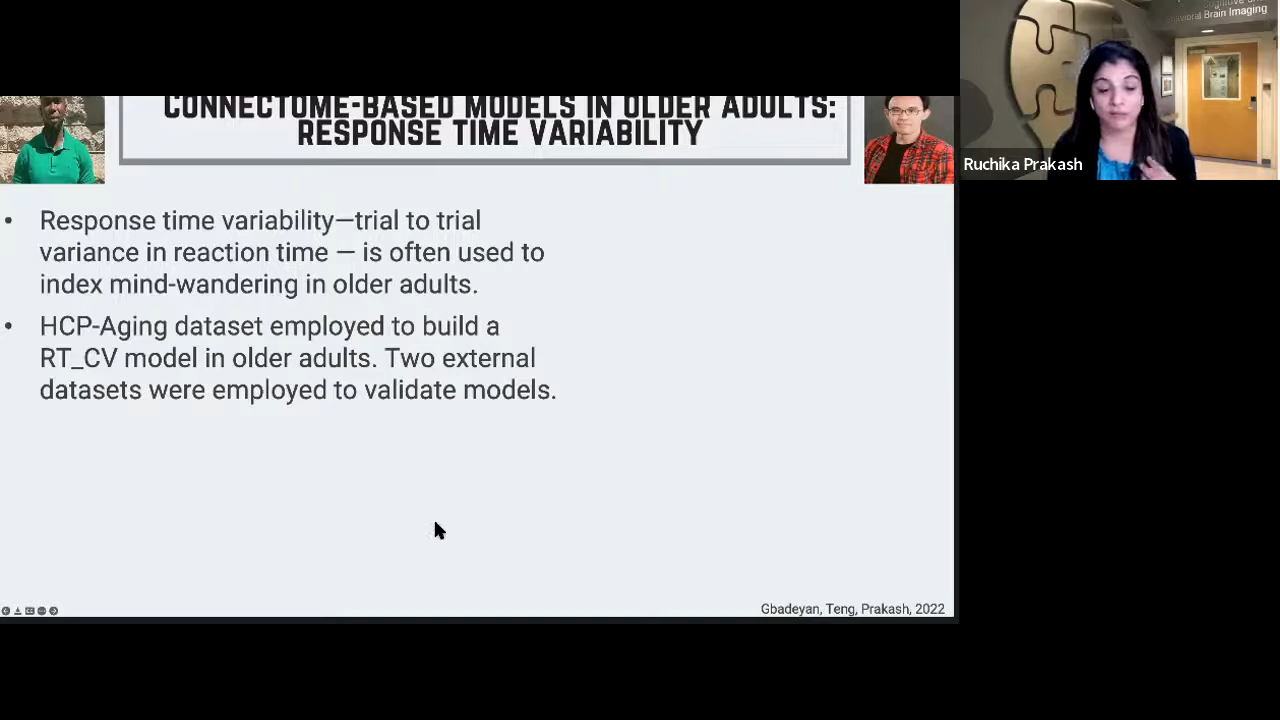 Behavioral Brain Imaging
CONNECTOME-BASED MODELS IN OLDER ADULTS:
RESPONSE TIME VARIABILITY
Ruchika Prakash
• Response time variability—trial to trial
variance in reaction time — is often used to
index mind-wandering in older adults.
• HCP-Aging dataset employed to build a
RT_CV model in older adults. Two external
datasets were employed to validate models.
Gbadeyan, Teng, Prakash, 2022